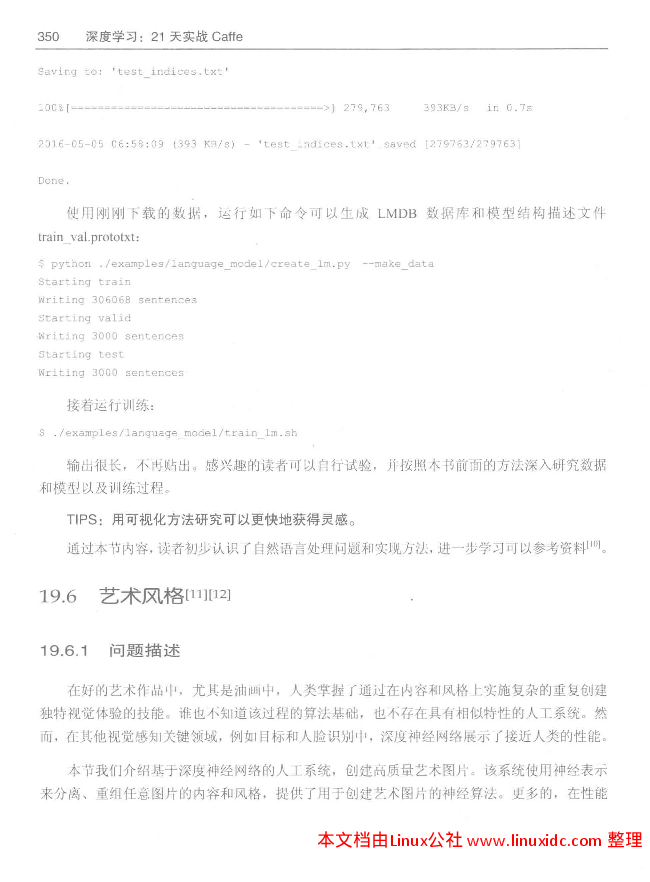 350 深度学习：21 天实战 Caffe
Saving to: 'test_indices.txt'
100%[======================================>] 279,763 393KB/s in 0.7s
2016-05-05 06:58:09 (393 KB/s) - 'test_indices.txt' saved [279763/279763]
Done.
使用刚刚下载的数据，运行如下命令可以生成 LMDB 数据库和模型结构描述文件
train_val.prototxt：
$ python ./examples/language_model/create_lm.py --make_data
Starting train
Writing 306068 sentences
Starting valid
Writing 3000 sentences
Starting test
Writing 3000 sentences
接着运行训练：
$ ./examples/language_model/train_lm.sh
输出很长，不再贴出。感兴趣的读者可以自行试验，并按照本书前面的方法深入研究数据
和模型以及训练过程。
TIPS：用可视化方法研究可以更快地获得灵感。
通过本节内容，读者初步认识了自然语言处理问题和实现方法，进一步学习可以参考资料[10]。
19.6 艺术风格[11][12]
19.6.1 问题描述
在好的艺术作品中，尤其是油画中，人类掌握了通过在内容和风格上实施复杂的重复创建
独特视觉体验的技能。谁也不知道该过程的算法基础，也不存在具有相似特性的人工系统。然
而，在其他视觉感知关键领域，例如目标和人脸识别中，深度神经网络展示了接近人类的性能。
本节我们介绍基于深度神经网络的人工系统，创建高质量艺术图片。该系统使用神经表示
来分离、重组任意图片的内容和风格，提供了用于创建艺术图片的神经算法。更多的，在性能
本文档由Linux公社 www.linuxidc.com 整理